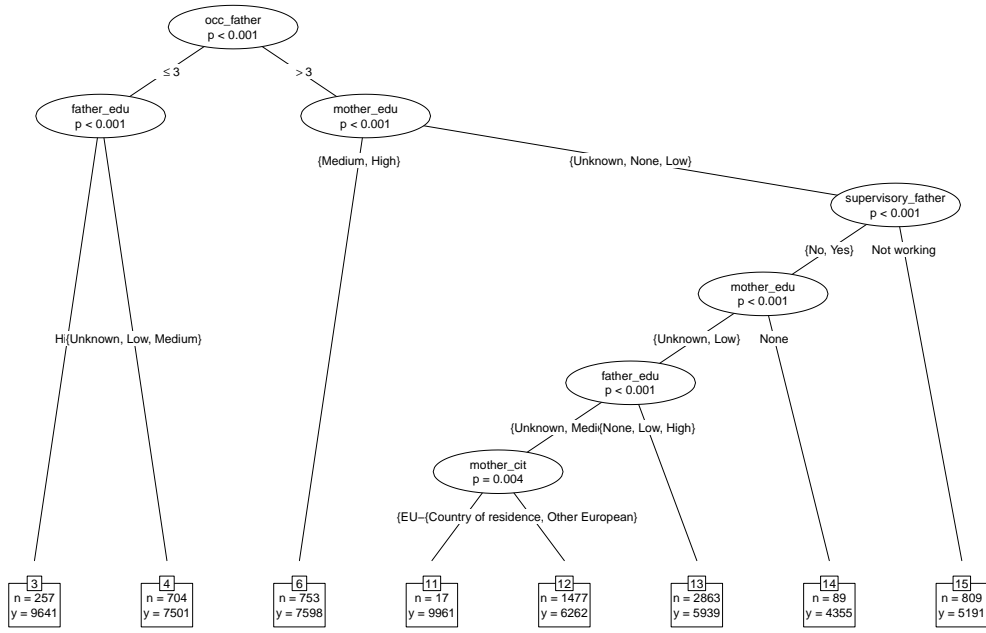 occ_father
p < 0.001
≤ 3
> 3
father_edu
p < 0.001
mother_edu
p < 0.001
{Medium, High}
{Unknown, None, Low}
supervisory_father
p < 0.001
{No, Yes}
Not working
mother_edu
p < 0.001
Hi{Unknown, Low, Medium}
{Unknown, Low}
None
father_edu
p < 0.001
{Unknown, Medi{None, Low, High}
mother_cit
p = 0.004
{EU–{Country of residence, Other European}
3
n = 257
y = 9641
4
n = 704
y = 7501
6
n = 753
y = 7598
11
n = 17
y = 9961
12
n = 1477
y = 6262
13
n = 2863
y = 5939
14
n = 89
y = 4355
15
n = 809
y = 5191